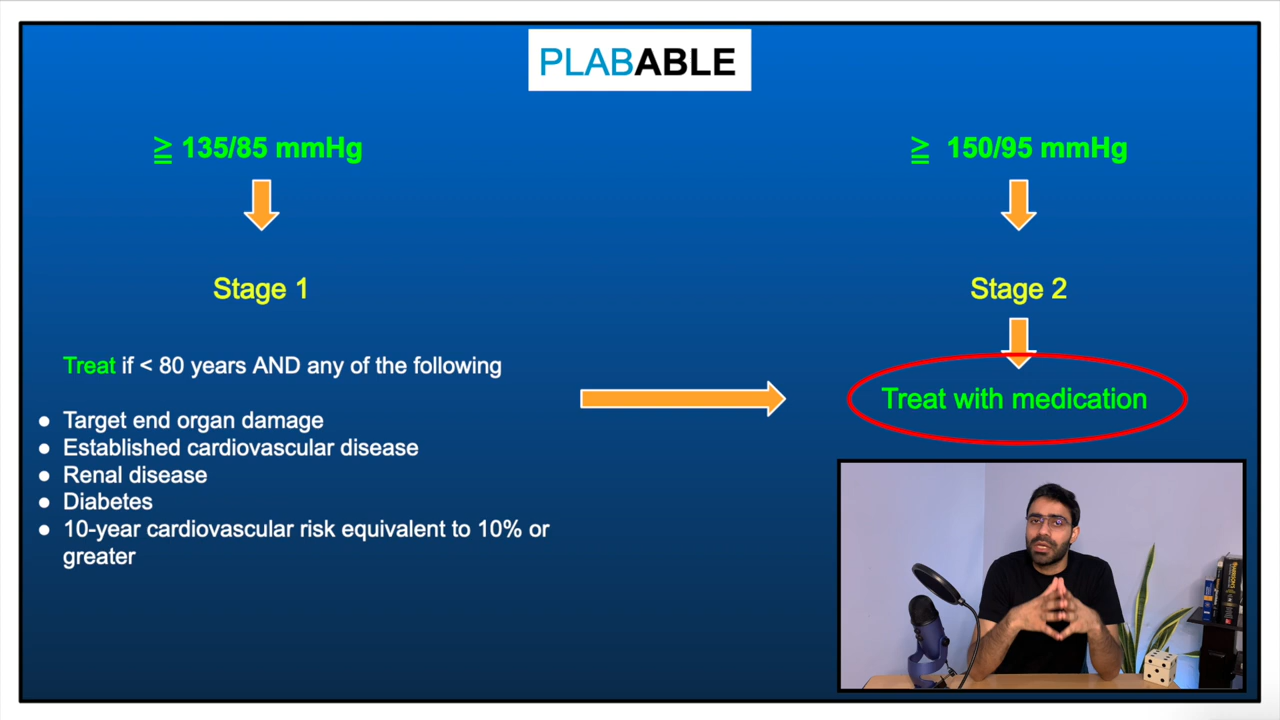 PLABABLE
≧ 135/85 mmHg
≧ 150/95 mmHg
Stage 1
Stage 2
Treat if < 80 years AND any of the following
● Target end organ damage
● Established cardiovascular disease
● Renal disease
● Diabetes
● 10-year cardiovascular risk equivalent to 10% or
greater
Treat with medication